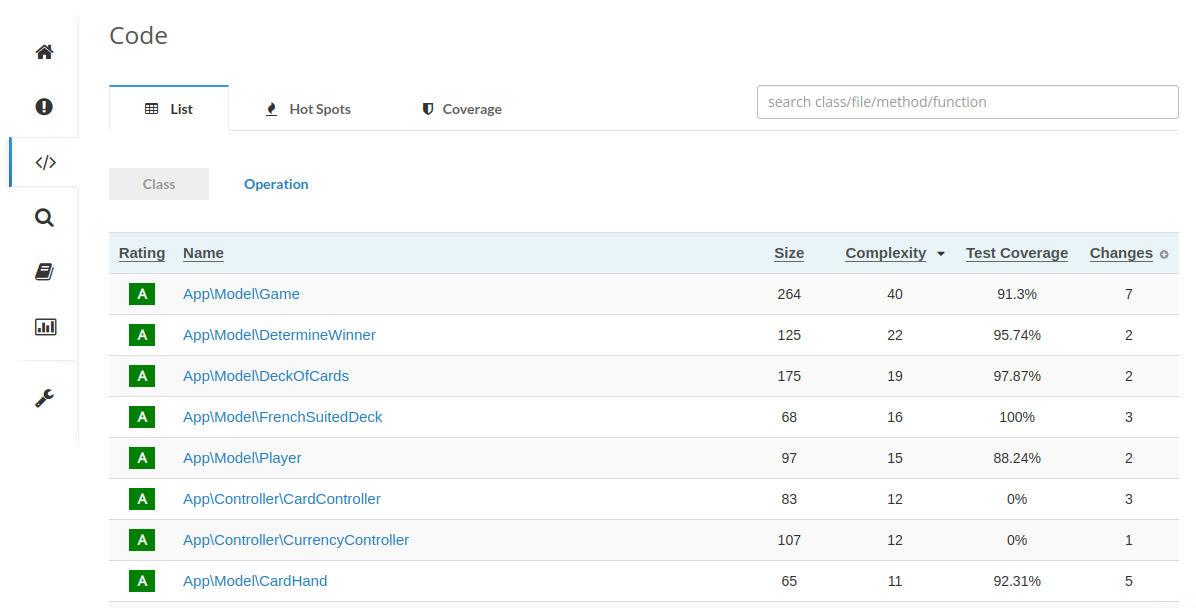 Code
List Hot Spots Coverage search class/file/method/function
Class Operation
Rating Name Size Complexity Test Coverage Changes
A App\Model\Game 264 40 91.3% 7
A App\Model\DetermineWinner 125 22 95.74% 2
A App\Model\DeckOfCards 175 19 97.87% 2
A App\Model\FrenchSuitedDeck 68 16 100% 3
A App\Model\Player 97 15 88.24% 2
A App\Controller\CardController 83 12 0% 3
A App\Controller\CurrencyController 107 12 0% 1
A App\Model\CardHand 65 11 92.31% 5